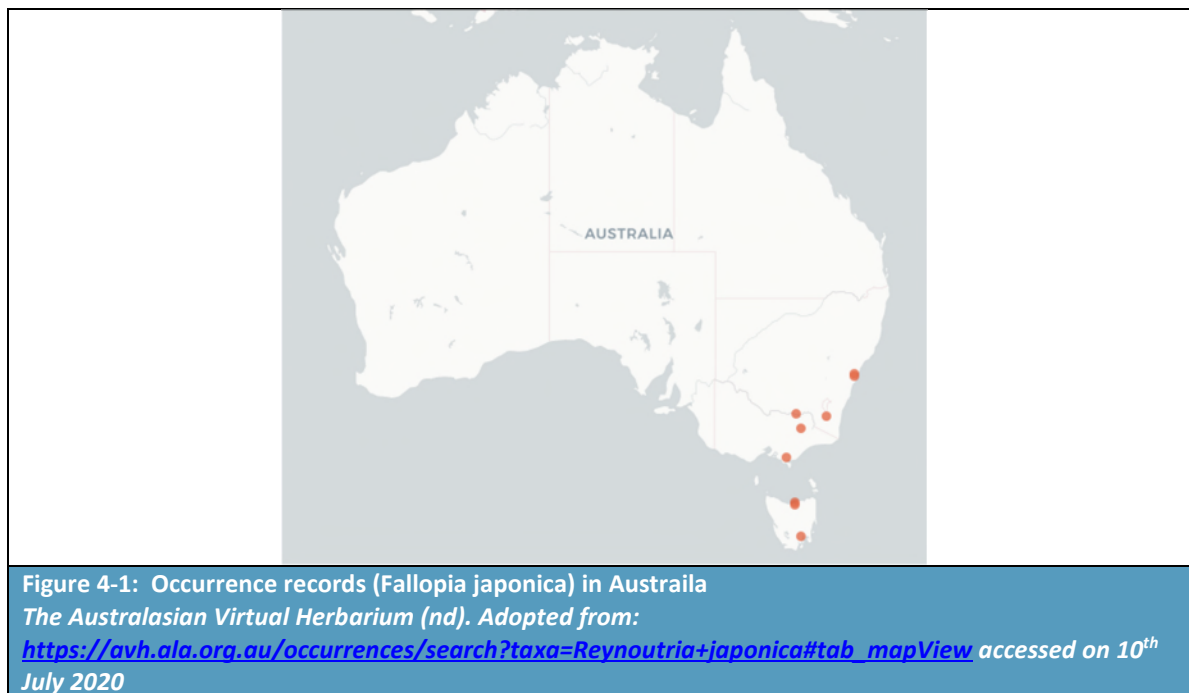 AUSTRALIA
Figure 4-1: Occurrence records (Fallopia japonica) in Austraila
The Australasian Virtual Herbarium (nd). Adopted from:
https://avh.ala.org.au/occurrences/search?taxa=Reynoutria+japonica#tab_mapView accessed on 10th
July 2020